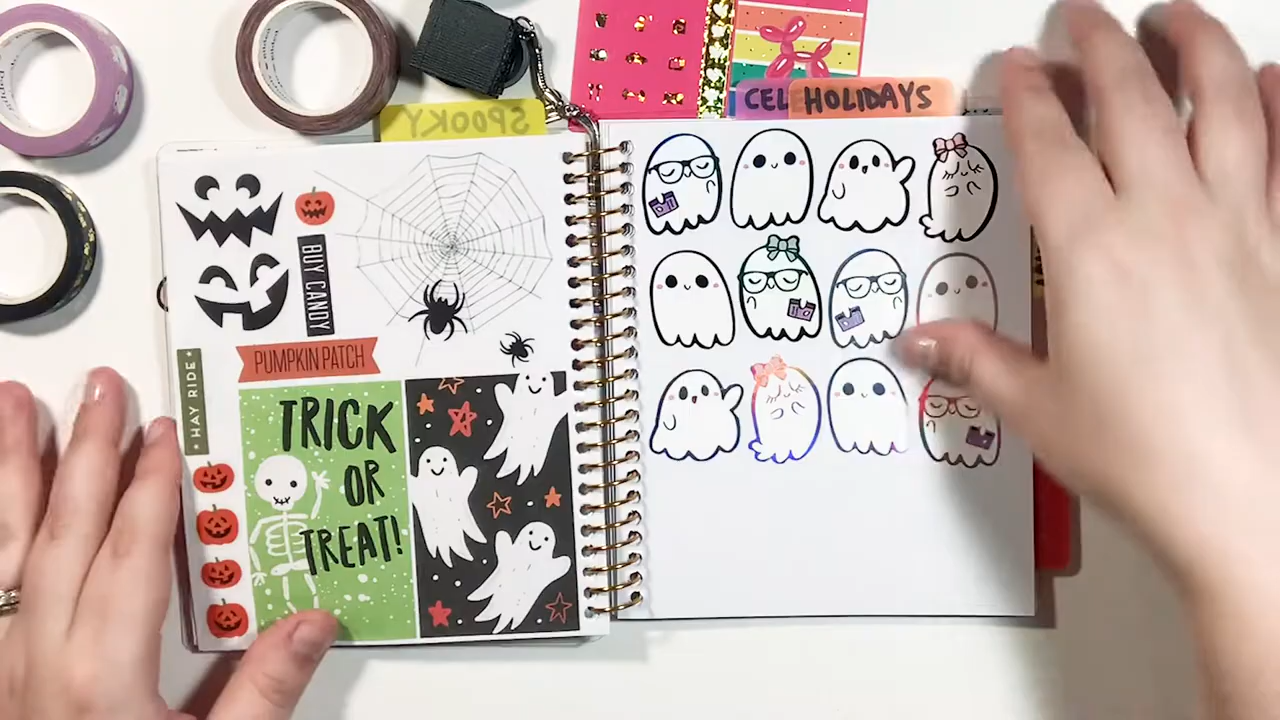 SPOOKY
CEL
HOLIDAYS
BUY CANDY
PUMPKIN PATCH
HAY RIDE
TRICK
OR
TREAT!